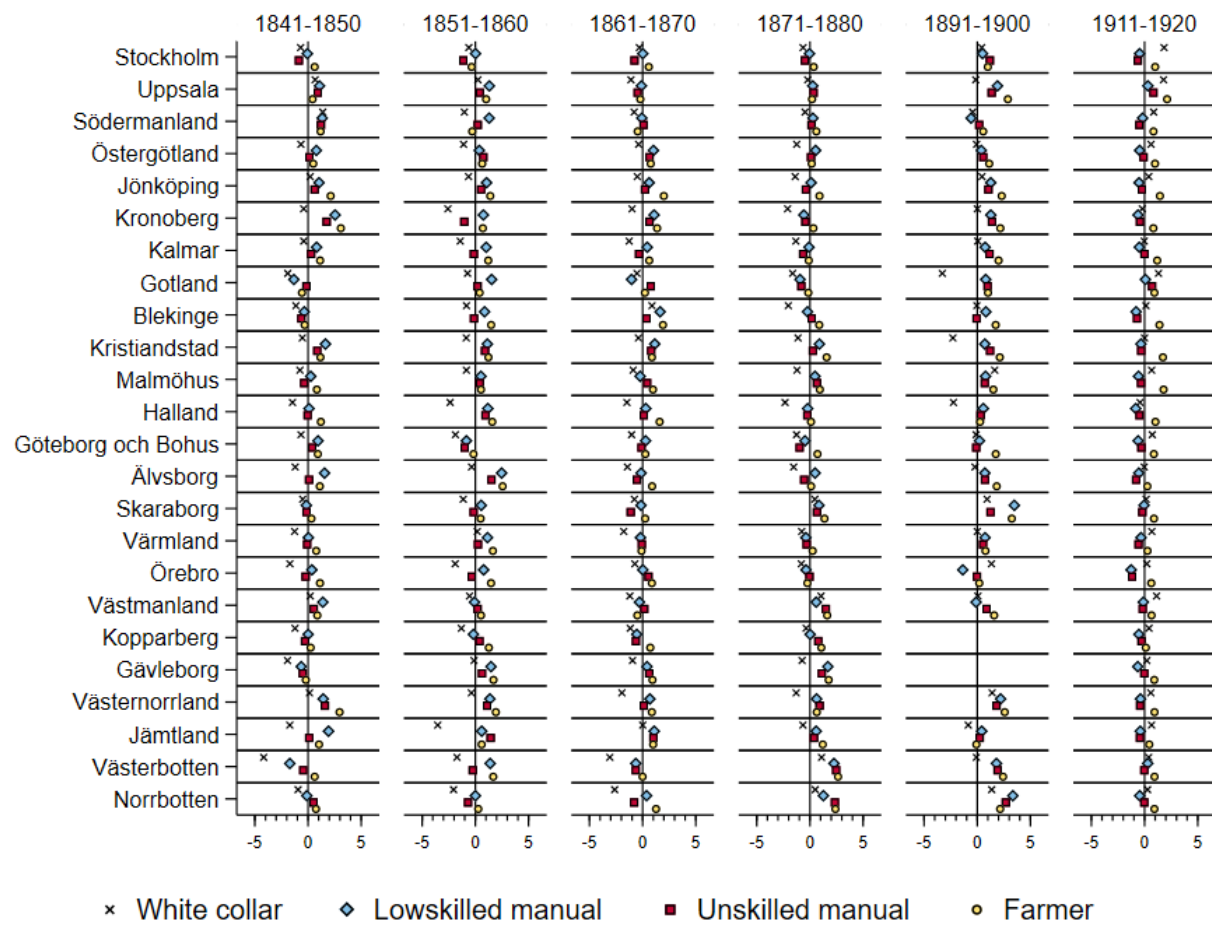 1841-1850 1851-1860 1861-1870 1871-1880 1891-1900 1911-1920
Stockholm
Uppsala
Södermanland
Östergötland
Jönköping
Kronoberg
Kalmar
Gotland
Blekinge
Kristiandstad
Malmöhus
Halland
Göteborg och Bohus
Älvsborg
Skaraborg
Värmland
Örebro
Västmanland
Kopparberg
Gävleborg
Västernorrland
Jämtland
Västerbotten
Norrbotten
-5 0 5 -5 0 5 -5 0 5 -5 0 5 -5 0 5 -5 0 5
White collar Lowskilled manual Unskilled manual Farmer